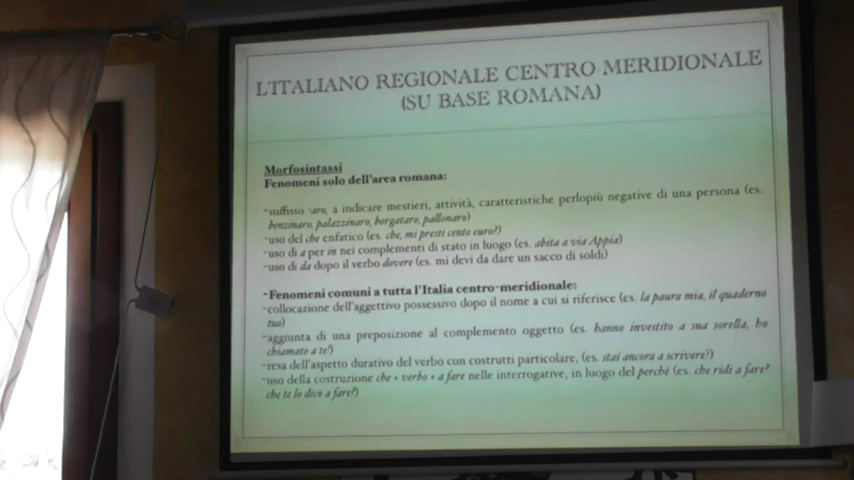 L'ITALIANO REGIONALE CENTRO-MERIDIONALE
(SU BASE ROMANA)
Morfosintassi
Fenomeni solo dell'area romana:
-suffisso -aro, a indicare mestieri, attività, caratteristiche perlopiù negative di una persona (es.
benzinaro, palazzinaro, borgataro, pallonaro)
-uso del che enfatico (es. che, mi presti cento euro?)
-uso di a per in nei complementi di stato in luogo (es. abita a via Appia)
-uso di da dopo il verbo dovere (es. mi devi da dare un sacco di soldi)
-Fenomeni comuni a tutta l'Italia centro-meridionale:
-collocazione dell'aggettivo possessivo dopo il nome a cui si riferisce (es. la paura mia, il quaderno
tuo)
-aggiunta di una preposizione al complemento oggetto (es. hanno investito a sua sorella, ho
chiamato a te!)
-resa dell'aspetto durativo del verbo con costrutti particolare, (es. stai ancora a scrivere?)
-uso della costruzione che + verbo + a fare nelle interrogative, in luogo del perché (es. che ridi a fare?
che te lo dico a fare?)